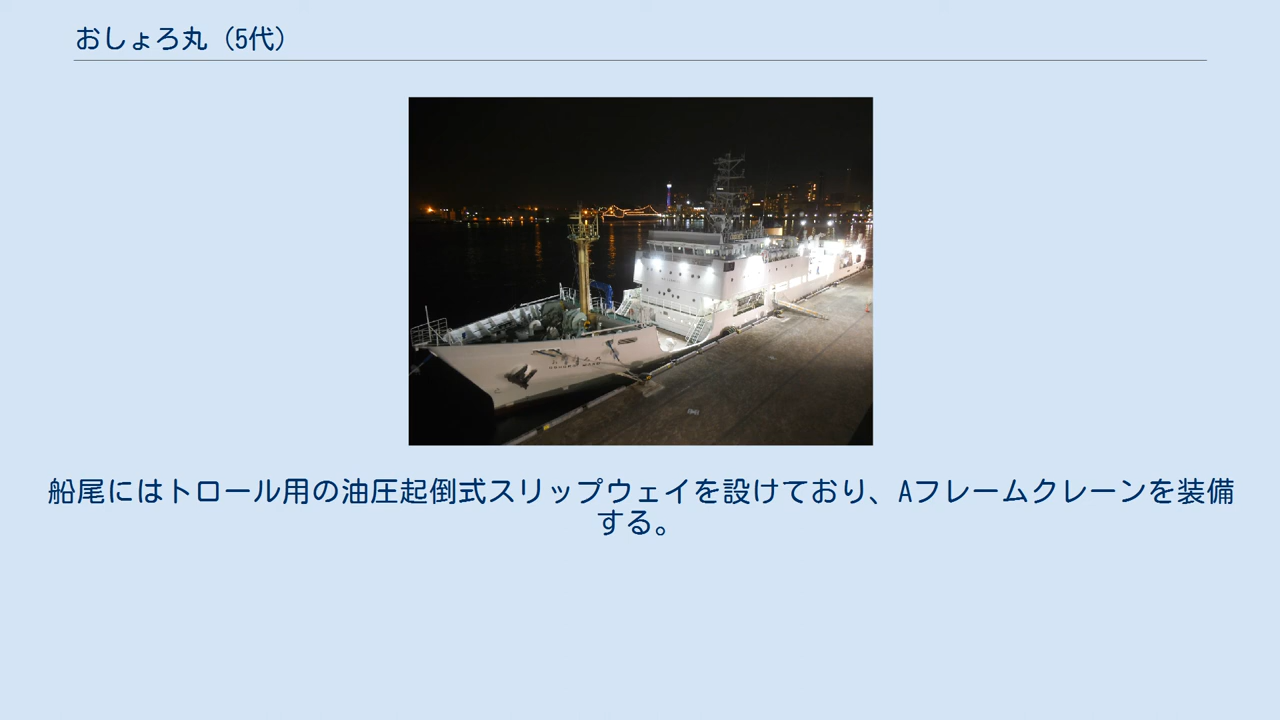 おしょろ丸（5代）
船尾にはトロール用の油圧起倒式スリップウェイを設けており、Aフレームクレーンを装備
する。